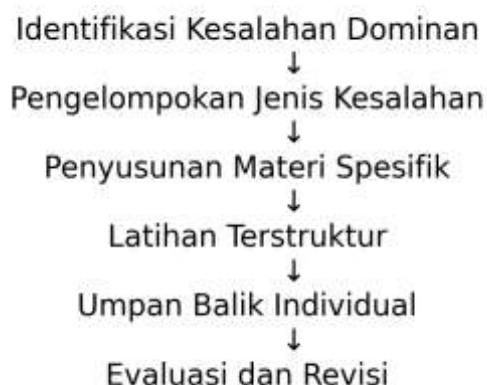 Identifikasi Kesalahan Dominan
↓
Pengelompokan Jenis Kesalahan
↓
Penyusunan Materi Spesifik
↓
Latihan Terstruktur
↓
Umpan Balik Individual
↓
Evaluasi dan Revisi